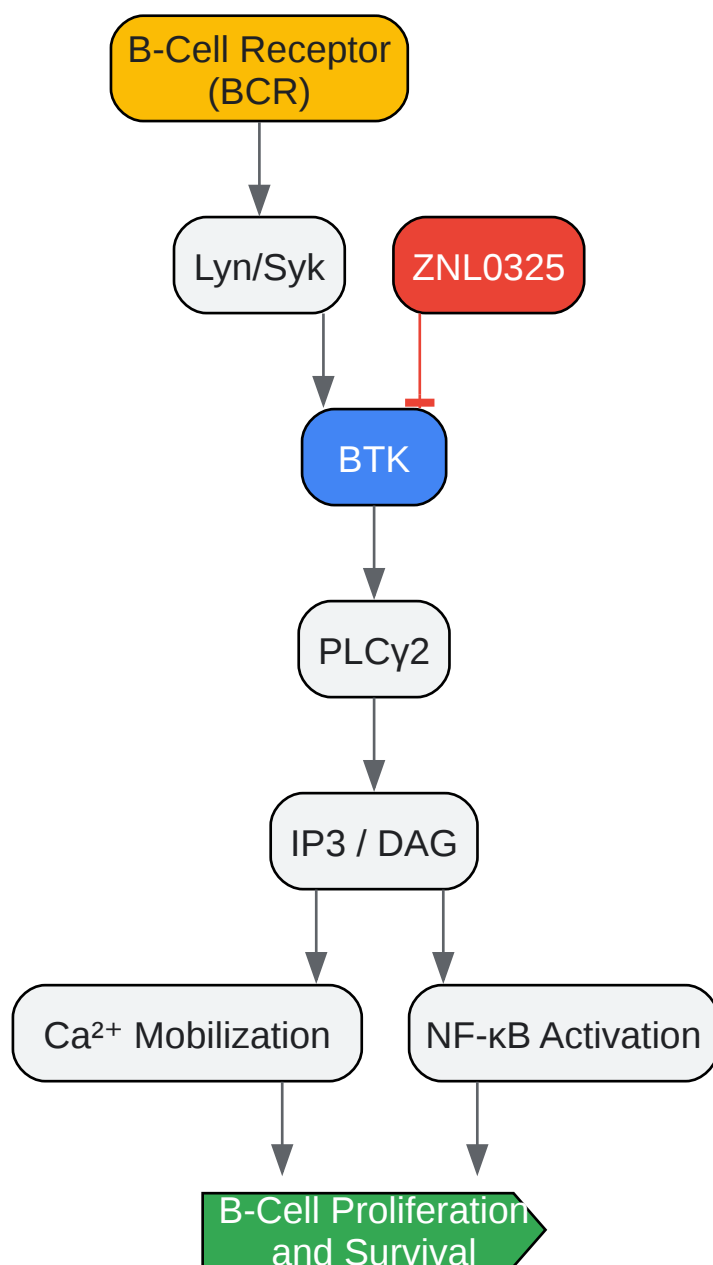 B-Cell Receptor
(BCR)
Lyn/Syk
ZNL0325
BTK
PLCγ2
IP3 / DAG
Ca²⁺ Mobilization
NF-κB Activation
B-Cell Proliferation
and Survival